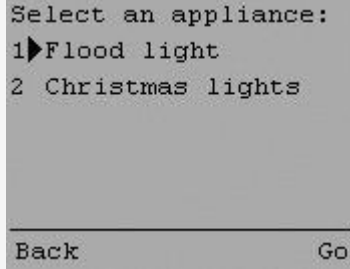 Select an appliance:
1 Flood light
2 Christmas lights
Back Go